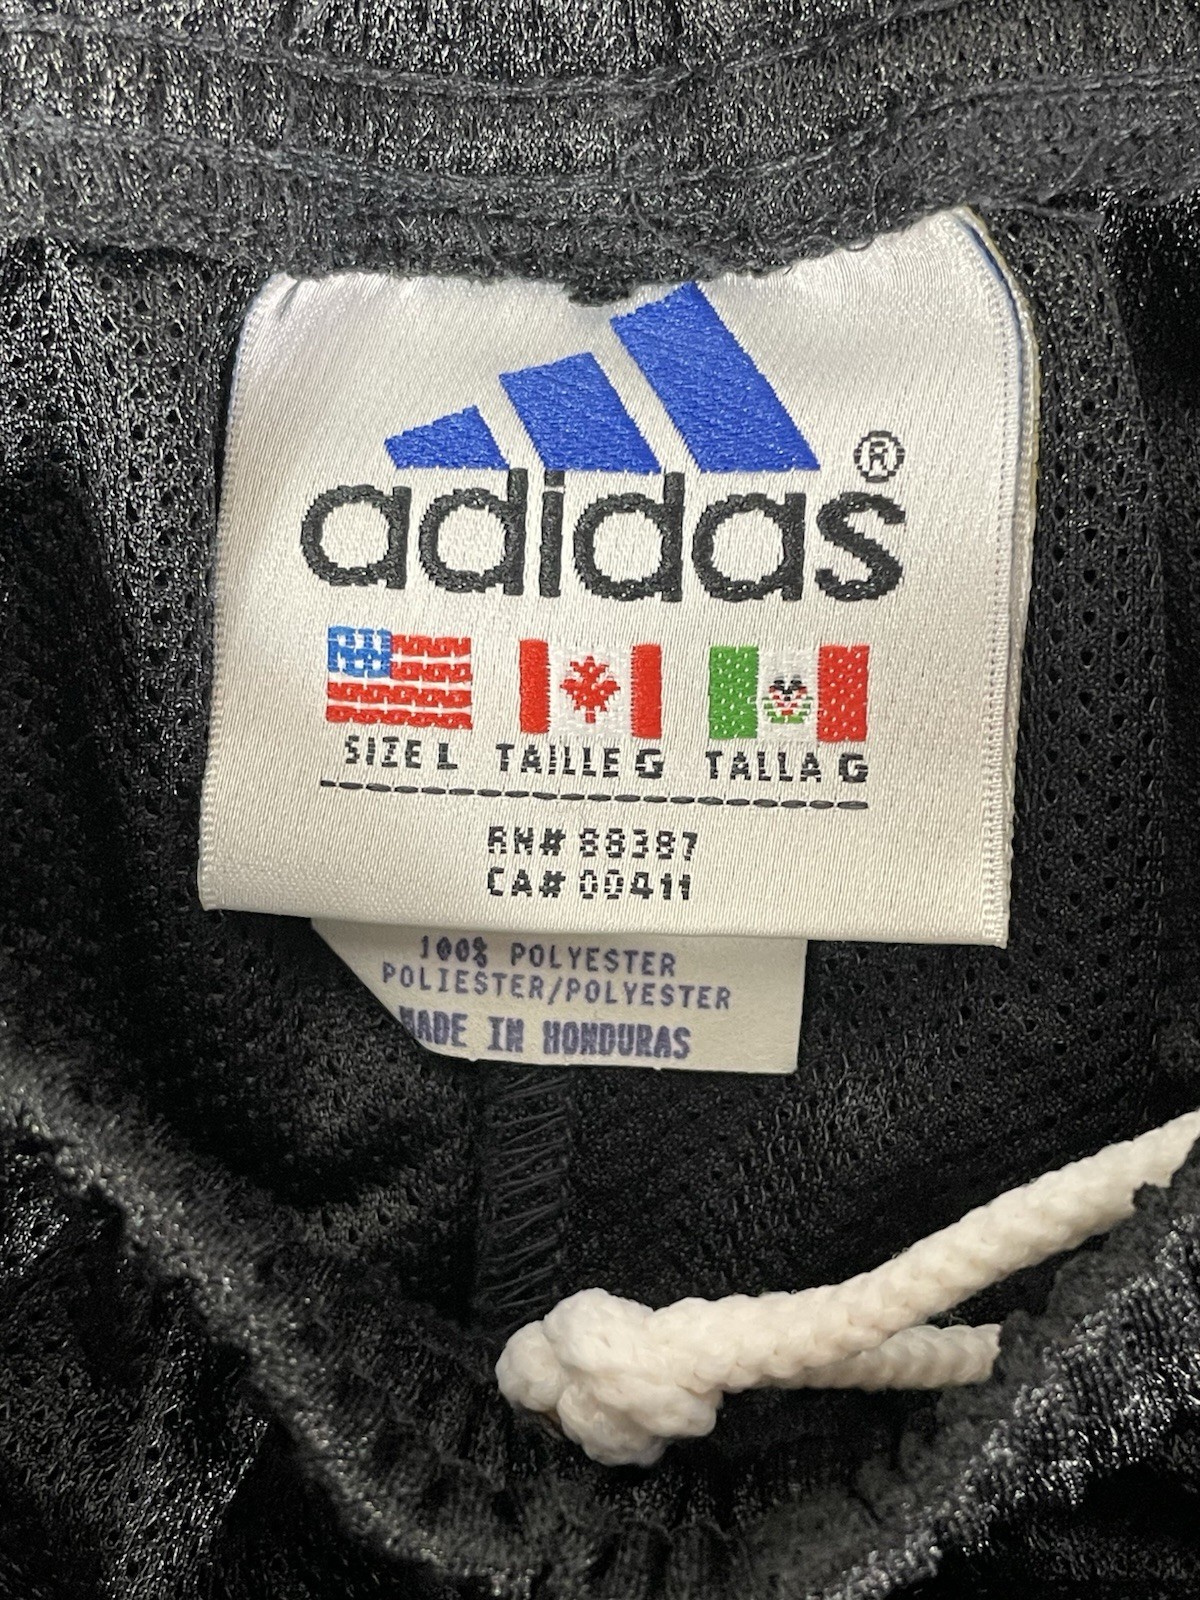 adidas®
SIZE L TAILLE G TALLA G
RN# 88387
CA# 00411
100% POLYESTER
POLIESTER/POLYESTER
MADE IN HONDURAS